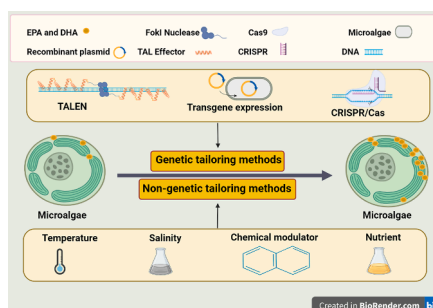 EPA and DHA
FokI Nuclease
Cas9
Microalgae
Recombinant plasmid
TAL Effector
CRISPR
DNA
TALEN
Transgene expression
CRISPR/Cas
Genetic tailoring methods
Non-genetic tailoring methods
Microalgae
Microalgae
Temperature
Salinity
Chemical modulator
Nutrient
Created in BioRender.com